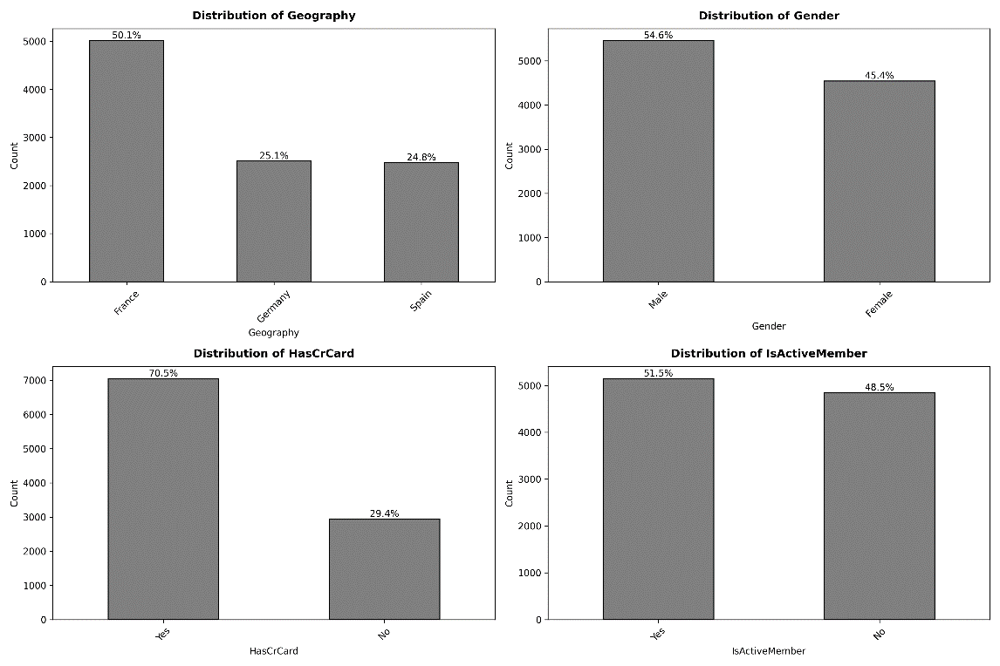 Distribution of Geography
50.1%
25.1%
24.8%
5000
4000
3000
2000
1000
0
Count
France
Germany
Spain
Geography
Distribution of Gender
54.6%
45.4%
5000
4000
3000
2000
1000
0
Count
Male
Female
Gender
Distribution of HasCrCard
70.5%
29.4%
7000
6000
5000
4000
3000
2000
1000
0
Count
Yes
No
HasCrCard
Distribution of IsActiveMember
51.5%
48.5%
5000
4000
3000
2000
1000
0
Count
Yes
No
IsActiveMember